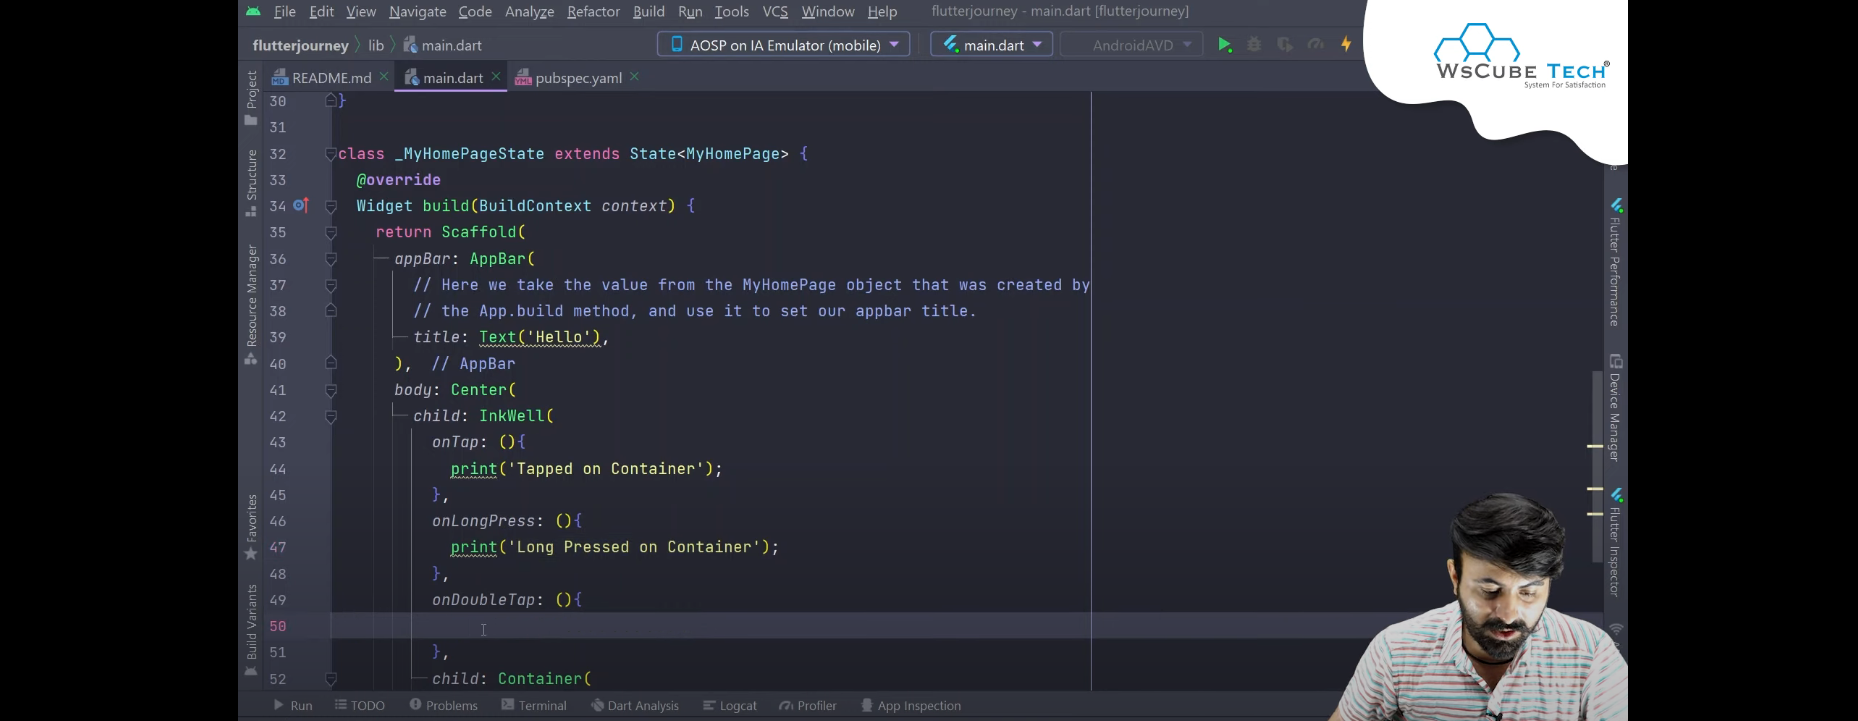 File Edit View Navigate Code Analyze Refactor Build Run Tools VCS Window Help flutterjourney - main.dart [flutterjourney]
flutterjourney lib main.dart AOSP on IA Emulator (mobile) main.dart AndroidAVD
WsCube Tech®
System For Satisfaction
README.md main.dart pubspec.yaml
Project
Structure
Resource Manager
Favorites
Build Variants
30 }
31
32 class _MyHomePageState extends State<MyHomePage> {
33 @override
34 Widget build(BuildContext context) {
35 return Scaffold(
36 appBar: AppBar(
37 // Here we take the value from the MyHomePage object that was created by
38 // the App.build method, and use it to set our appbar title.
39 title: Text('Hello'),
40 ), // AppBar
41 body: Center(
42 child: InkWell(
43 onTap: (){
44 print('Tapped on Container');
45 },
46 onLongPress: (){
47 print('Long Pressed on Container');
48 },
49 onDoubleTap: (){
50
51 },
52 child: Container(
Flutter Performance
Device Manager
Flutter Inspector
Run TODO Problems Terminal Dart Analysis Logcat Profiler App Inspection